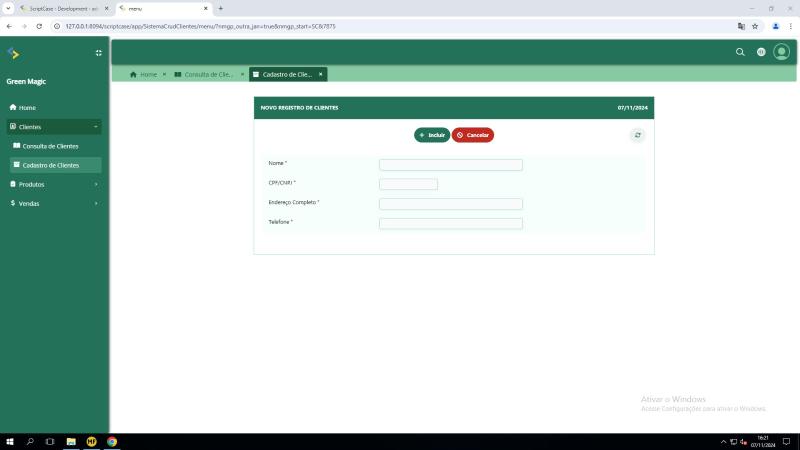 ScriptCase - Development - adm
menu
127.0.0.1:8094/scriptcase/app/SistemaCrudClientes/menu/?nmgp_outra_jan=true&nmgp_start=SC&7875
Green Magic
Home
Clientes
Consulta de Clientes
Cadastro de Clientes
Produtos
Vendas
Home
Consulta de Clie...
Cadastro de Clie...
NOVO REGISTRO DE CLIENTES
07/11/2024
Incluir
Cancelar
Nome *
CPF/CNPJ *
Endereço Completo *
Telefone *
Ativar o Windows
Acesse Configurações para ativar o Windows.
16:21
07/11/2024